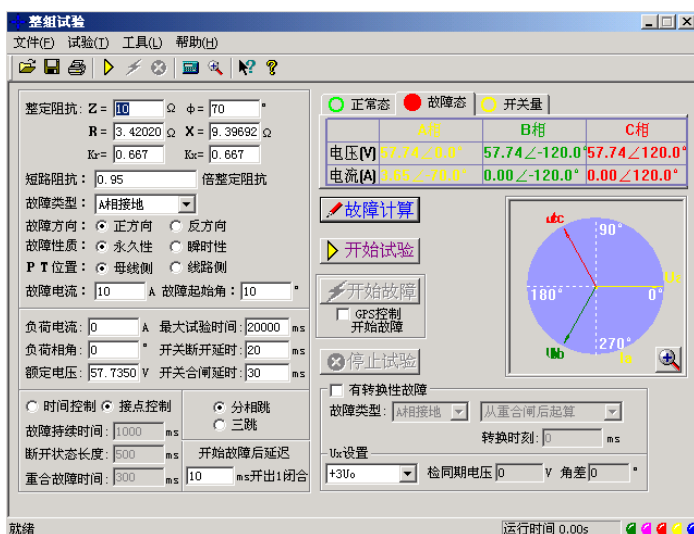 整组试验
文件(F) 试验(T) 工具(L) 帮助(H)
整定阻抗: Z= 10 Ω ϕ= 70 °
R = 3.42020 Ω X = 9.39692 Ω
Kr= 0.667 Kx= 0.667
短路阻抗: 0.95 倍整定阻抗
故障类型: A相接地
故障方向: 正方向 反方向
故障性质: 永久性 瞬时性
P T位置: 母线侧 线路侧
故障电流: 10 A 故障起始角: 10 °
负荷电流: 0 A 最大试验时间: 20000 ms
负荷相角: 0 ° 开关断开延时: 20 ms
额定电压: 57.7350 V 开关合闸延时: 30 ms
时间控制 接点控制
故障持续时间: 1000 ms
断开状态长度: 500 ms
重合故障时间: 300 ms
分相跳
三跳
开始故障后延迟
10 ms开出1闭合
正常态 故障态 开关量
A相 B相 C相
电压(V) 57.74∠0.0° 57.74∠-120.0° 57.74∠120.0°
电流(A) 3.65∠-70.0° 0.00∠-120.0° 0.00∠120.0°
故障计算
开始试验
开始故障
GPS控制
开始故障
停止试验
90°
180° 0°
270°
有转换性故障
故障类型: A相接地 从重合闸后起算
转换时刻: 0 ms
Ux设置
+3Uo 检同期电压 0 V 角差 0 °
就绪 运行时间 0.00s